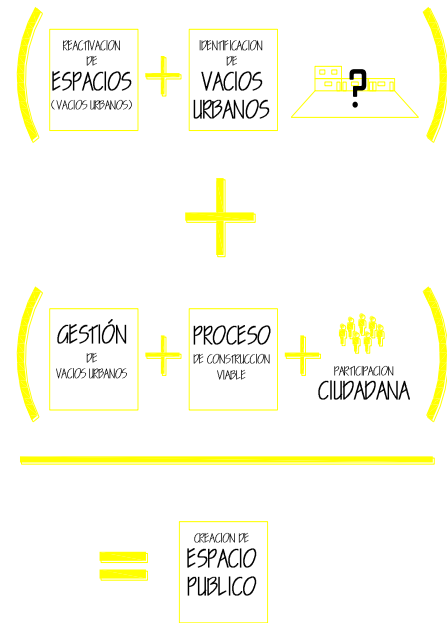 REACTIVACION
DE
ESPACIOS
(VACIOS URBANOS)
+
IDENTIFICACION
DE
VACIOS
URBANOS
?
+
GESTIÓN
DE
VACIOS URBANOS
+
PROCESO
DE CONSTRUCCION
VIABLE
+
PARTICIPACION
CIUDADANA
=
CREACION DE
ESPACIO
PUBLICO